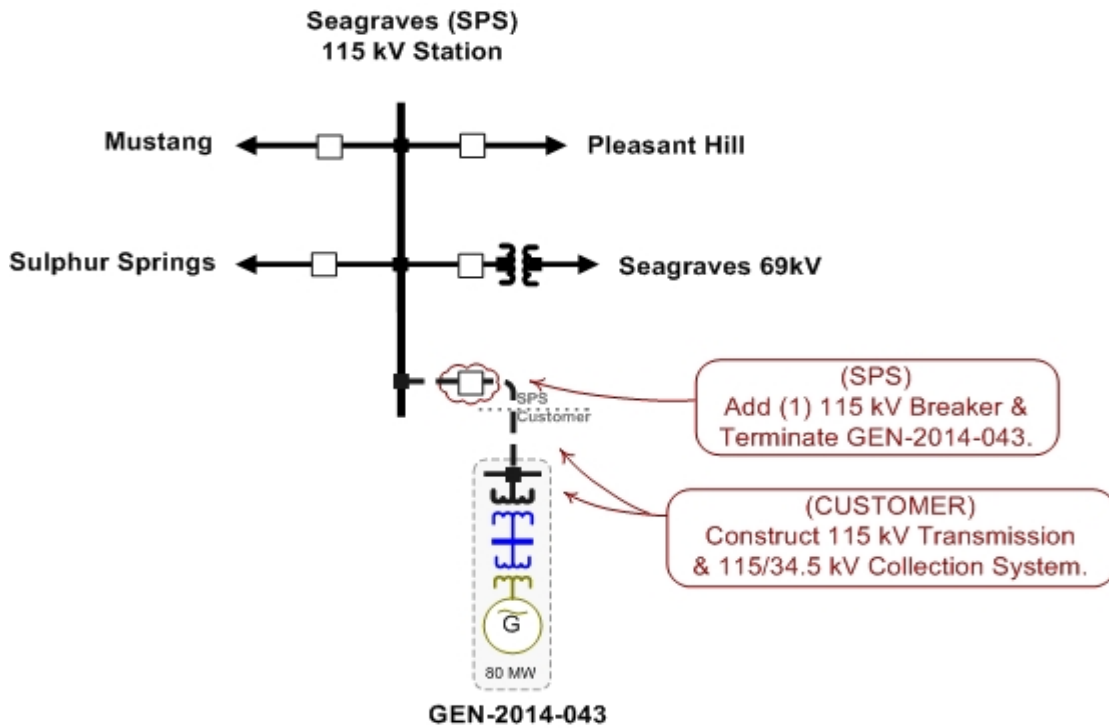 Seagraves (SPS)
115 kV Station
Mustang
Pleasant Hill
Sulphur Springs
Seagraves 69kV
SPS
Customer
(SPS)
Add (1) 115 kV Breaker &
Terminate GEN-2014-043.
(CUSTOMER)
Construct 115 kV Transmission
& 115/34.5 kV Collection System.
G
80 MW
GEN-2014-043